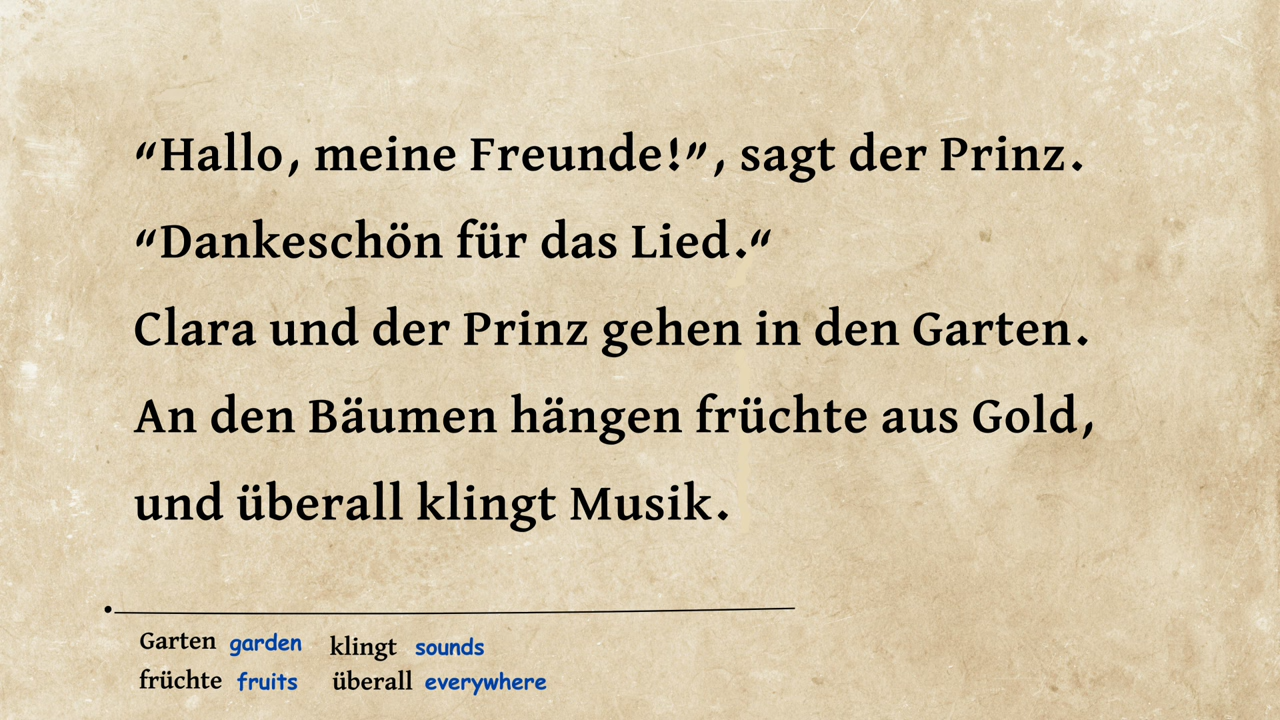 “Hallo, meine Freunde!”, sagt der Prinz.
“Dankeschön für das Lied.“
Clara und der Prinz gehen in den Garten.
An den Bäumen hängen früchte aus Gold,
und überall klingt Musik.
Garten garden klingt sounds
früchte fruits überall everywhere